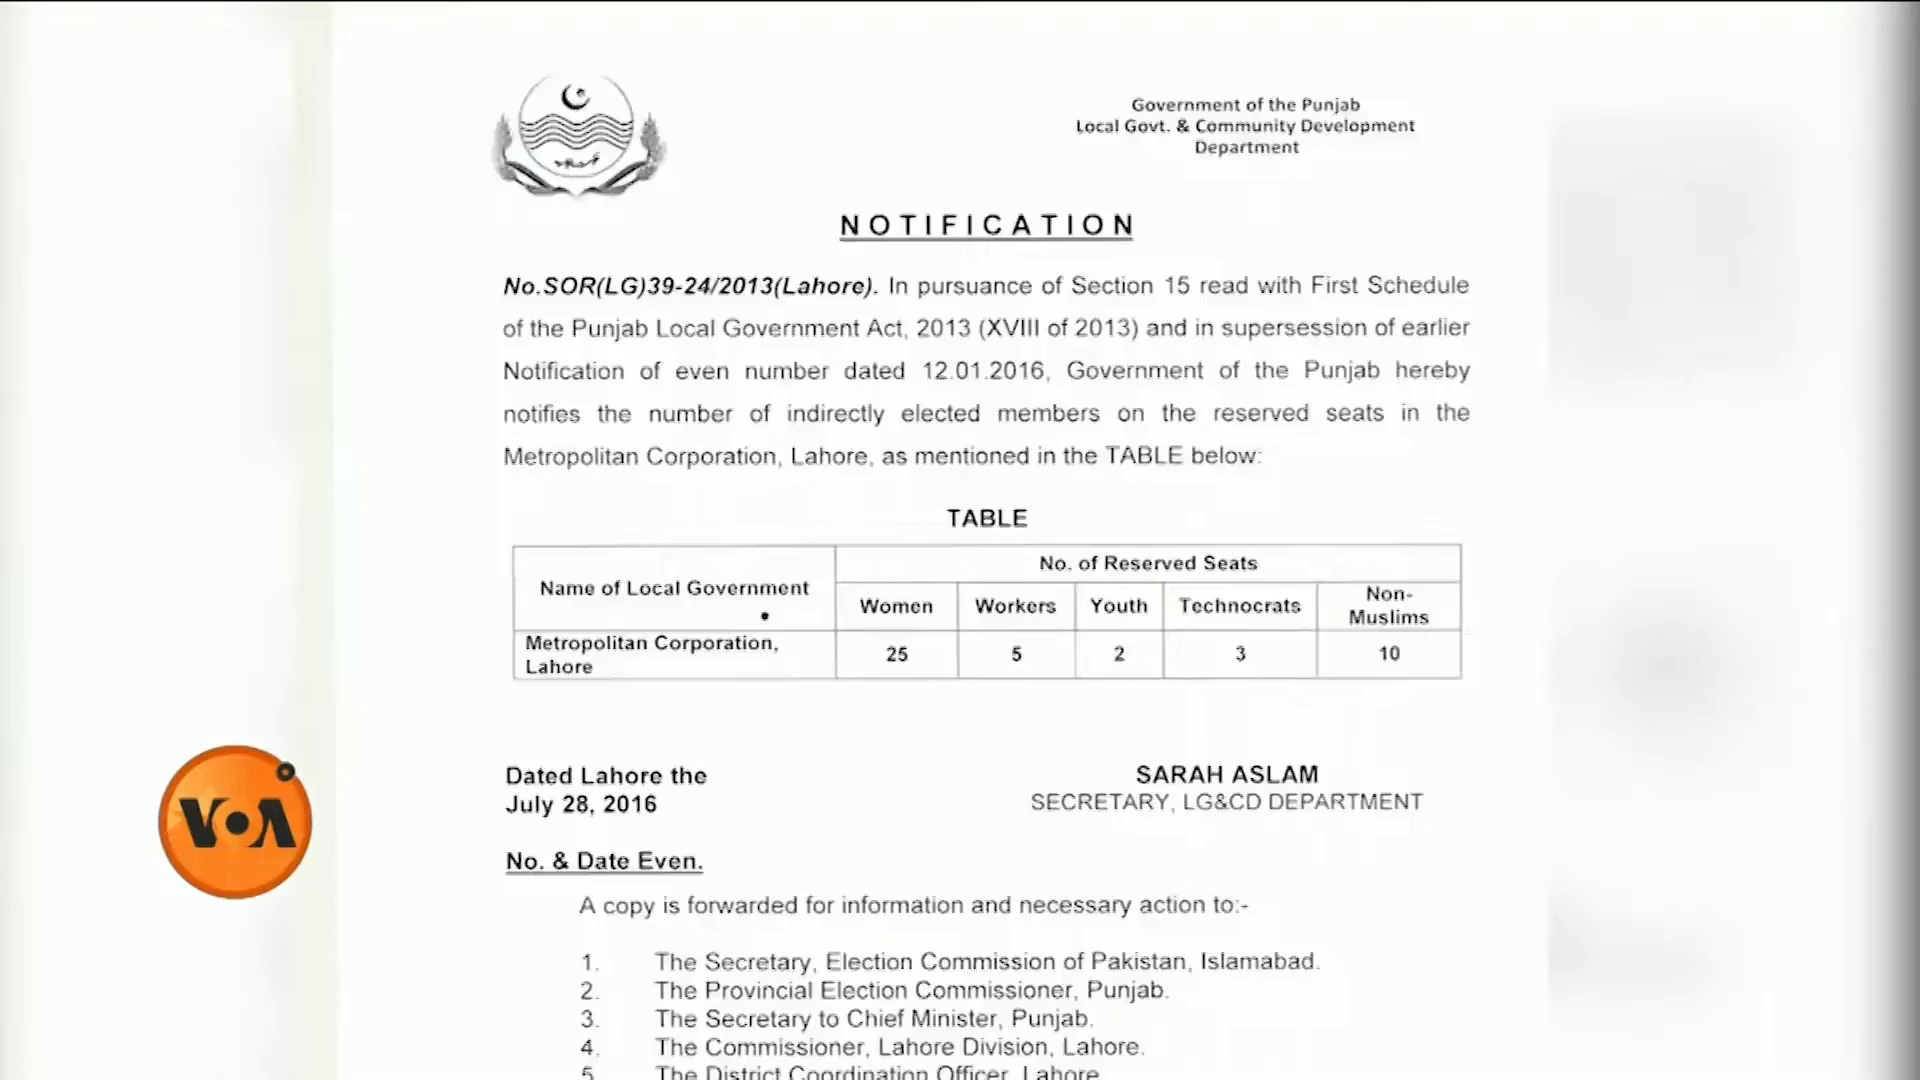 Government of the Punjab
Local Govt. & Community Development
Department
NOTIFICATION
No.SOR(LG)39-24/2013(Lahore). In pursuance of Section 15 read with First Schedule
of the Punjab Local Government Act, 2013 (XVIII of 2013) and in supersession of earlier
Notification of even number dated 12.01.2016, Government of the Punjab hereby
notifies the number of indirectly elected members on the reserved seats in the
Metropolitan Corporation, Lahore, as mentioned in the TABLE below:
TABLE
Name of Local Government
No. of Reserved Seats
Women Workers Youth Technocrats Non-
Muslims
Metropolitan Corporation,
Lahore
25 5 2 3 10
Dated Lahore the
July 28, 2016
SARAH ASLAM
SECRETARY, LG&CD DEPARTMENT
VOA
No. & Date Even.
A copy is forwarded for information and necessary action to:-
1. The Secretary, Election Commission of Pakistan, Islamabad.
2. The Provincial Election Commissioner, Punjab.
3. The Secretary to Chief Minister, Punjab.
4. The Commissioner, Lahore Division, Lahore.
5. The District Coordination Officer, Lahore